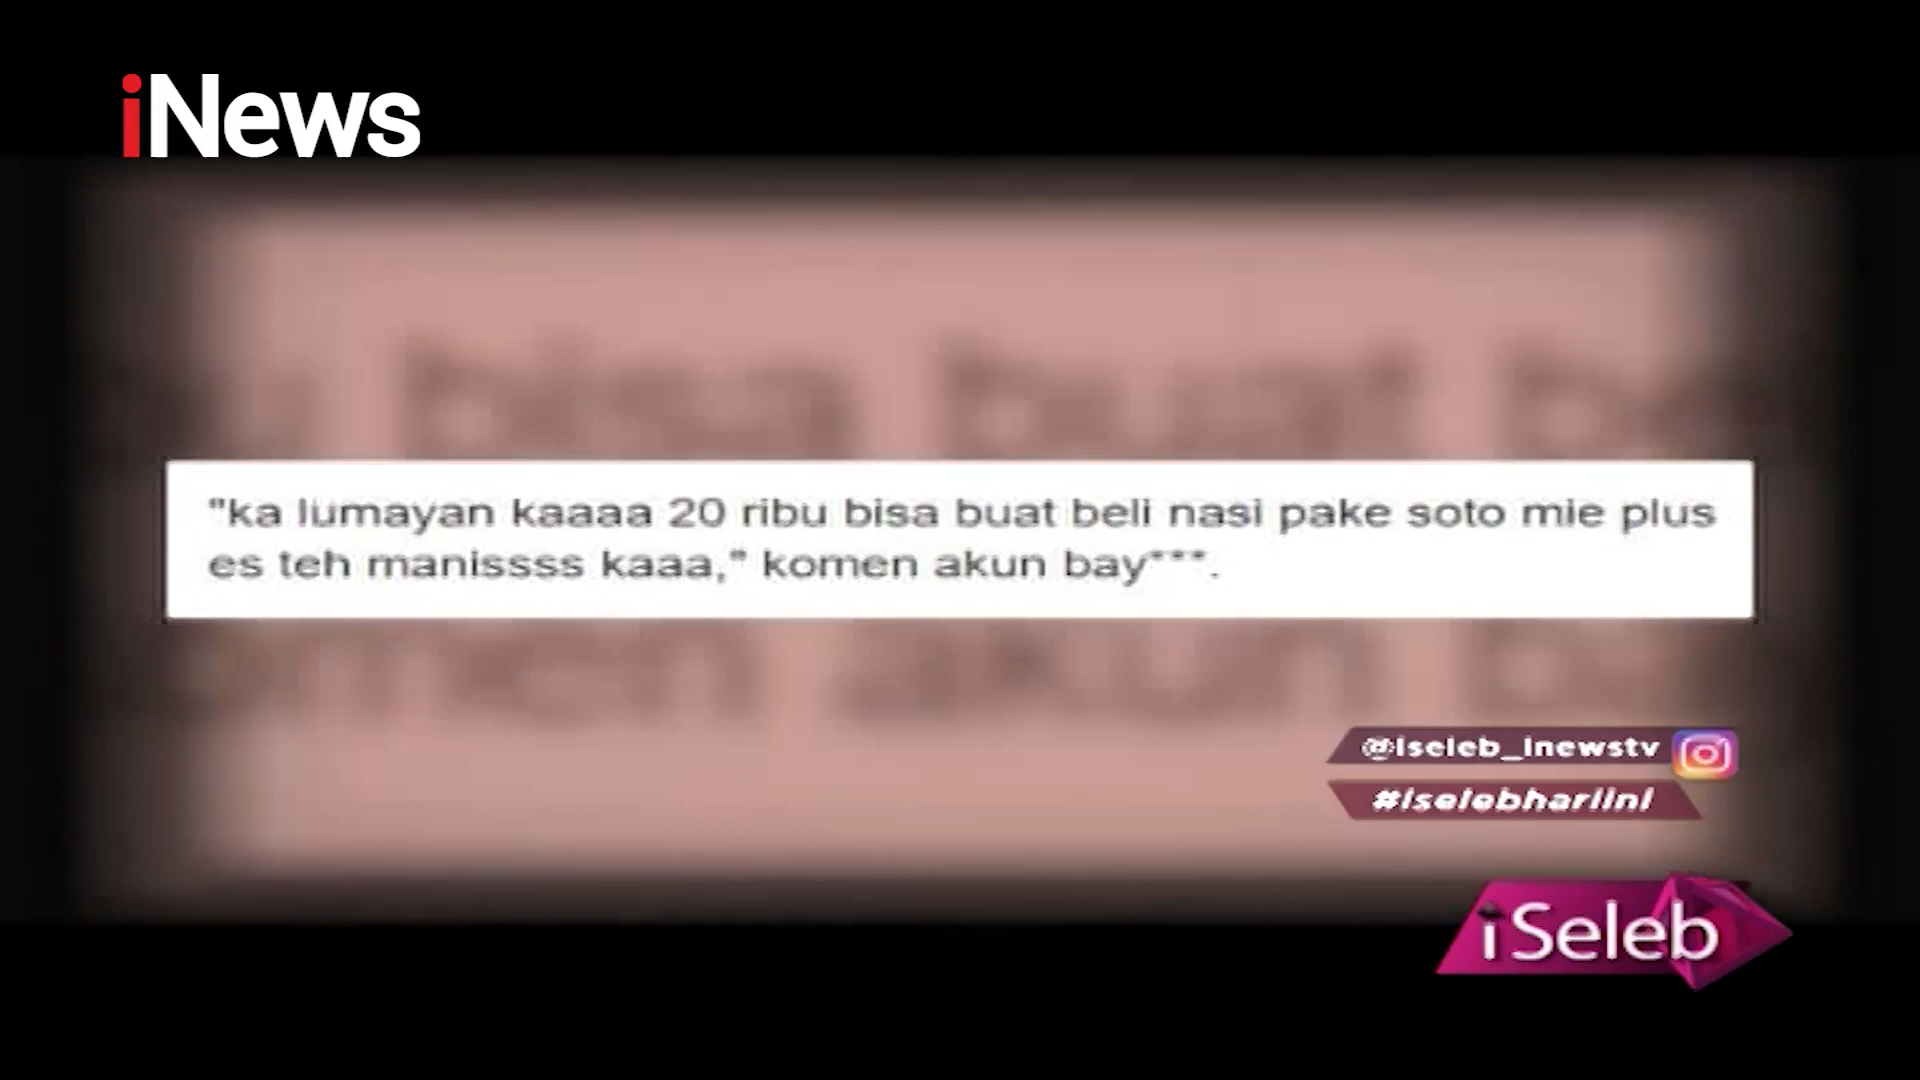 iNews
"ka lumayan kaaaa 20 ribu bisa buat beli nasi pake soto mie plus
es teh manissss kaaa," komen akun bay***.
@iseleb_inewstv
#iselebhariini
iSeleb